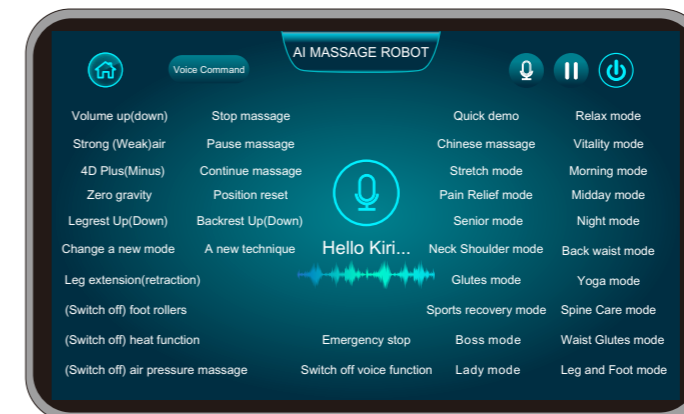 AI MASSAGE ROBOT
Voice Command
Volume up(down)
Stop massage
Quick demo
Relax mode
Strong (Weak)air
Pause massage
Chinese massage
Vitality mode
4D Plus(Minus)
Continue massage
Stretch mode
Morning mode
Zero gravity
Position reset
Pain Relief mode
Midday mode
Legrest Up(Down)
Backrest Up(Down)
Senior mode
Night mode
Change a new mode
A new technique
Hello Kiri...
Neck Shoulder mode
Back waist mode
Leg extension(retraction)
Glutes mode
Yoga mode
(Switch off) foot rollers
Sports recovery mode
Spine Care mode
(Switch off) heat function
Emergency stop
Boss mode
Waist Glutes mode
(Switch off) air pressure massage
Switch off voice function
Lady mode
Leg and Foot mode